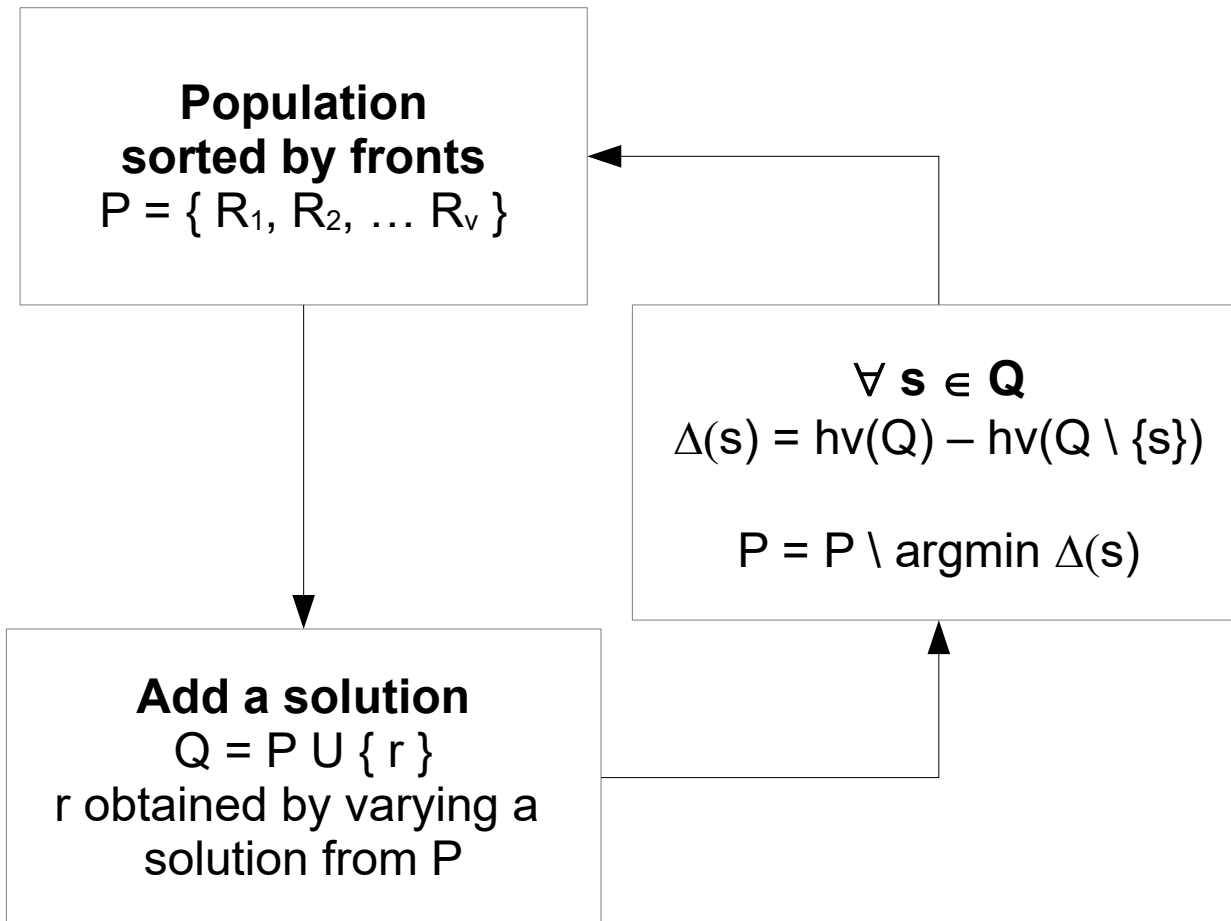 Population
sorted by fronts
P = { R₁, R₂, … Rᵥ }
Add a solution
Q = P U { r }
r obtained by varying a
solution from P
∀ s ∈ Q
Δ(s) = hv(Q) – hv(Q \ {s})
P = P \ argmin Δ(s)